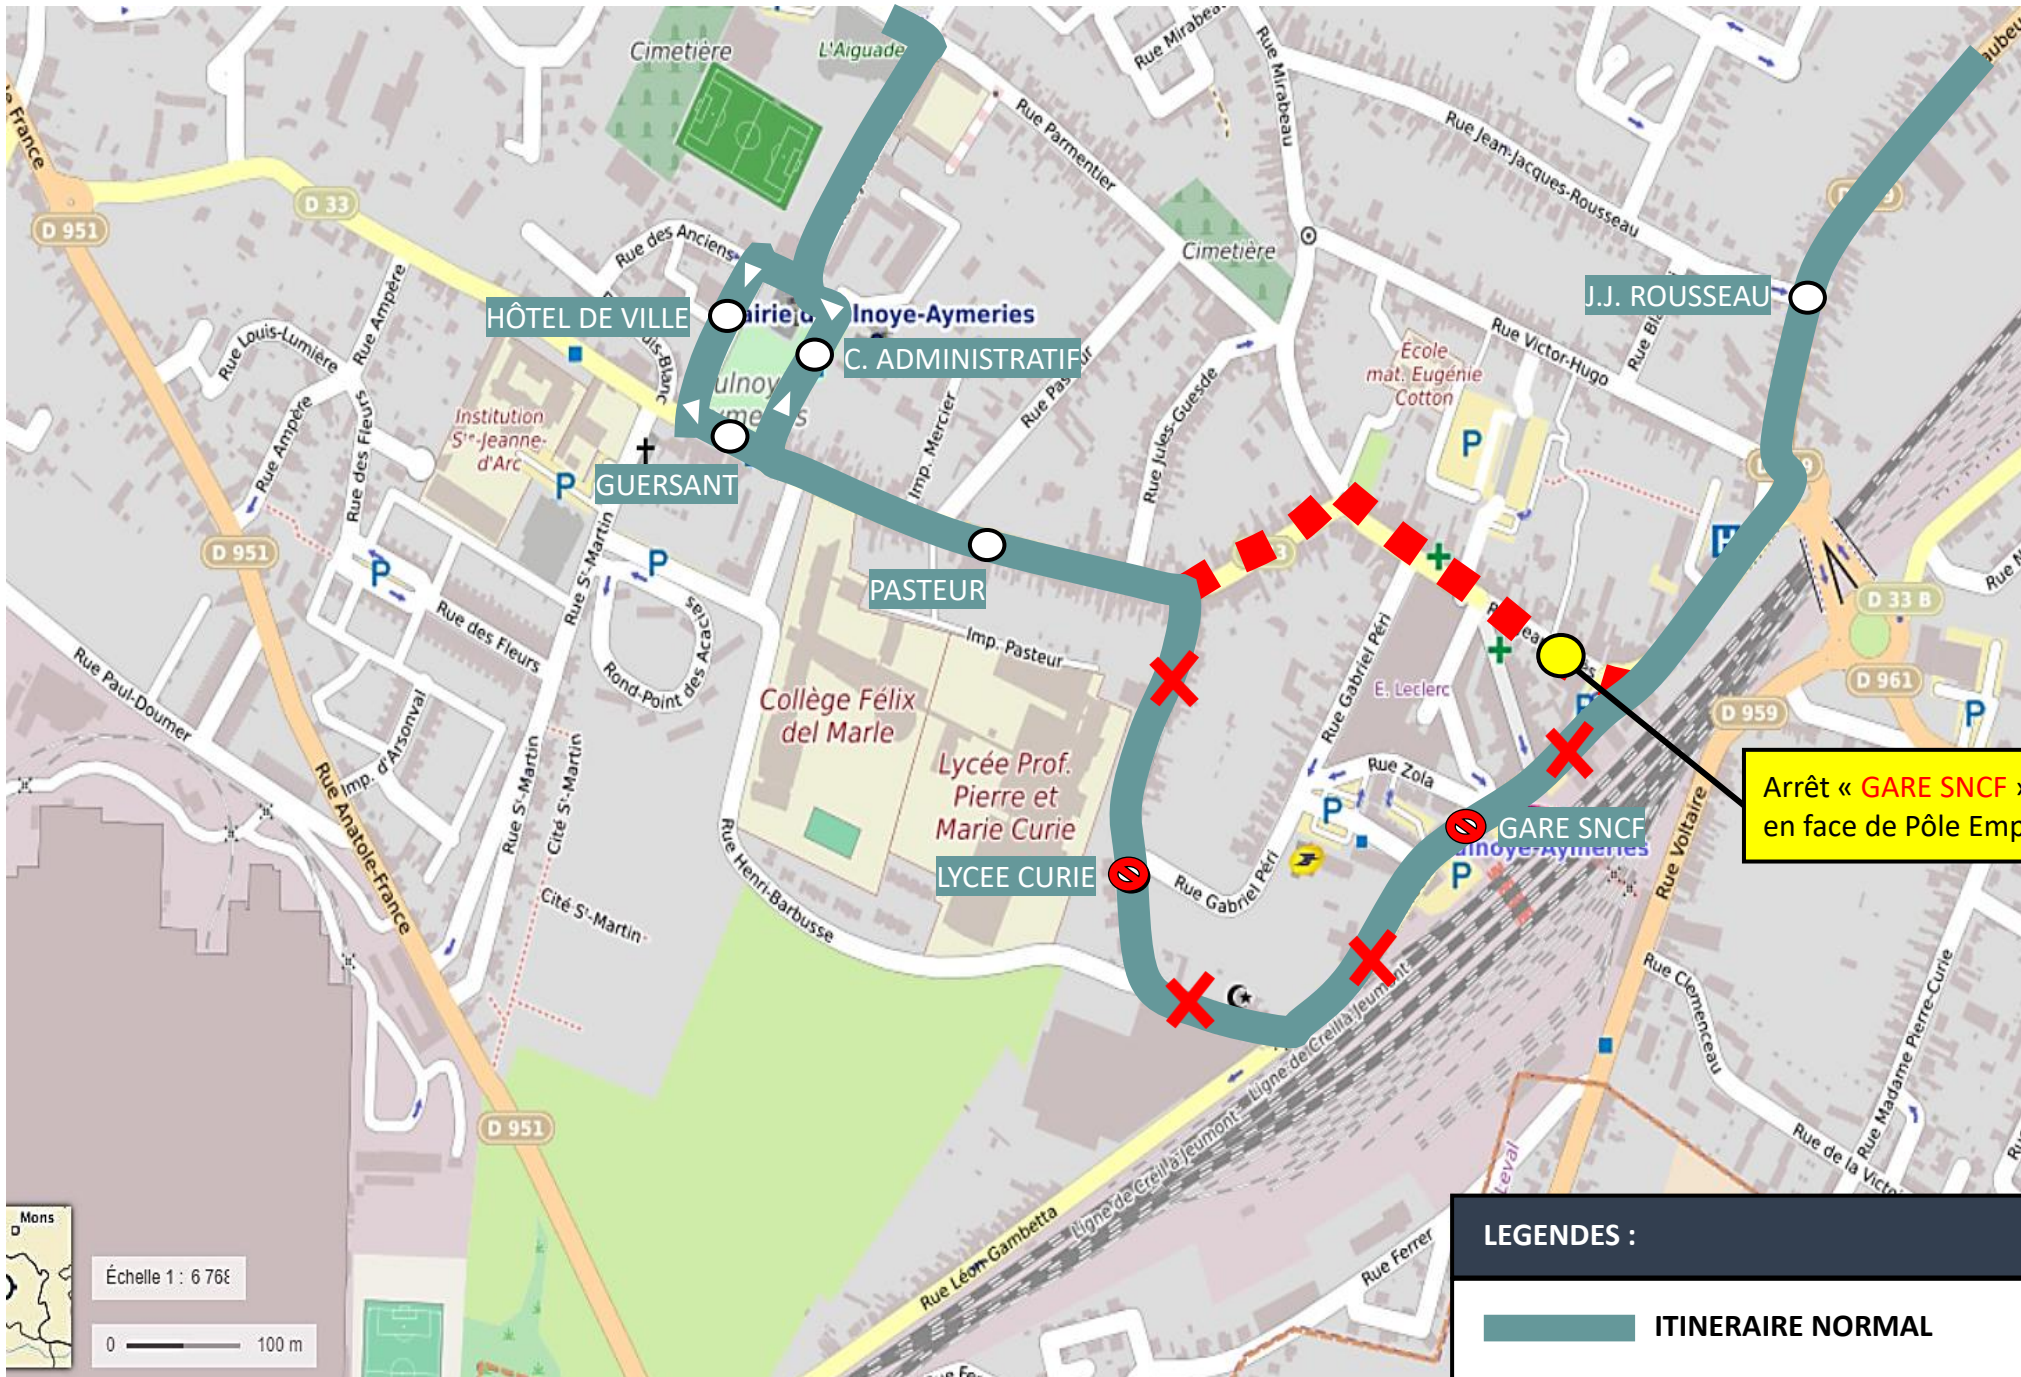 Cimetière
L'Aiguade
Rue Mirabeau
Rue Mirabeau
Rue Parmentier
Rue Jean-Jacques-Rousseau
D 33
D 951
Rue des Anciens
Cimetière
J.J. ROUSSEAU
HÔTEL DE VILLE
C. ADMINISTRATIF
Rue Ampère
Rue Louis-Lumière
Rue Victor-Hugo
École
mat. Eugénie
Cotton
Institution
Ste-Jeanne-
d'Arc
Rue Ampère
Rue des Fleurs
GUERSANT
P
P
Imp. Mercier
Rue Jules-Guesde
D 951
P
P
PASTEUR
H
D 33 B
Rue des Fleurs
Rue St-Martin
Rond-Point des Acacias
Imp. Pasteur
Rue Gabriel Péri
Rue Paul-Doumer
Imp. d'Arsonval
Collège Félix
del Marle
E. Leclerc
D 961
D 959
P
Lycée Prof.
Pierre et
Marie Curie
Rue Zola
P
Arrêt « GARE SNCF »
en face de Pôle Emp
GARE SNCF
LYCEE CURIE
Rue Gabriel Péri
P
Rue Voltaire
Rue Anatole-France
Rue St-Martin
Cité St-Martin
Cité St-Martin
Rue Henri-Barbusse
Rue Clemenceau
Rue Madame Pierre-Curie
Ligne de Creil à Jeumont
Ligne de Creil à Jeumont
D 951
Rue Léon-Gambetta
Rue Ferrer
Leval
Mons
Échelle 1 : 6 768
0 100 m
LEGENDES :
ITINERAIRE NORMAL